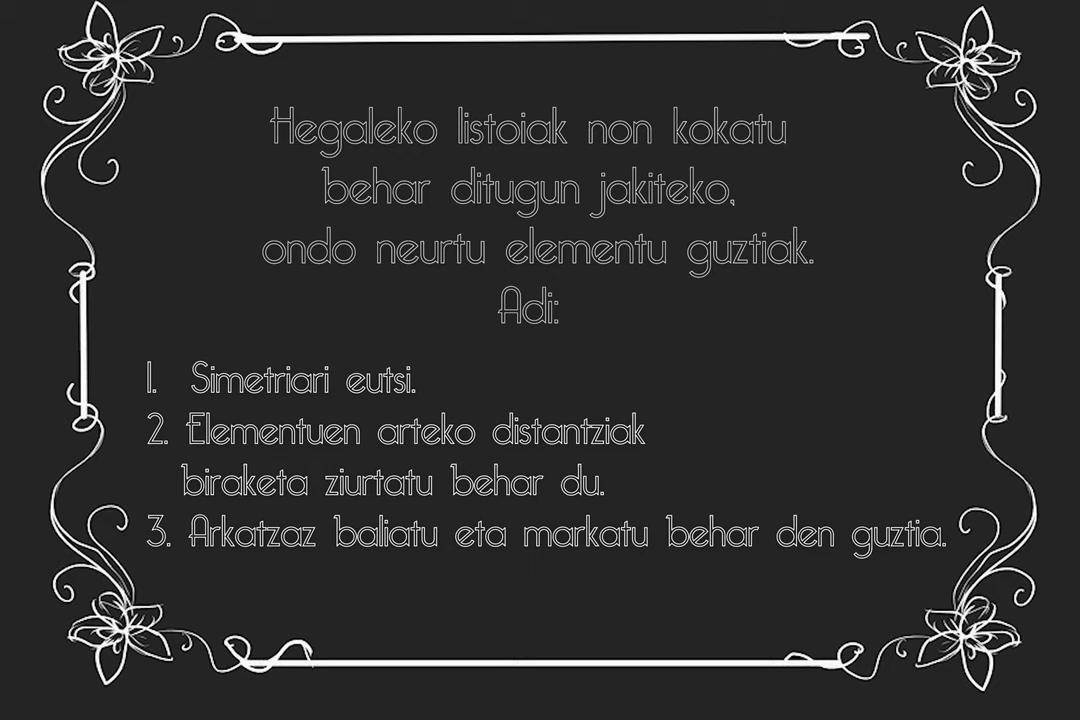 Hegaleko listoiak non kokatu
behar ditugun jakiteko,
ondo neurtu elementu guztiak.
Adi:
1. Simetriari eutsi.
2. Elementuen arteko distantziak
biraketa ziurtatu behar du.
3. Arkatzaz baliatu eta markatu behar den guztia.